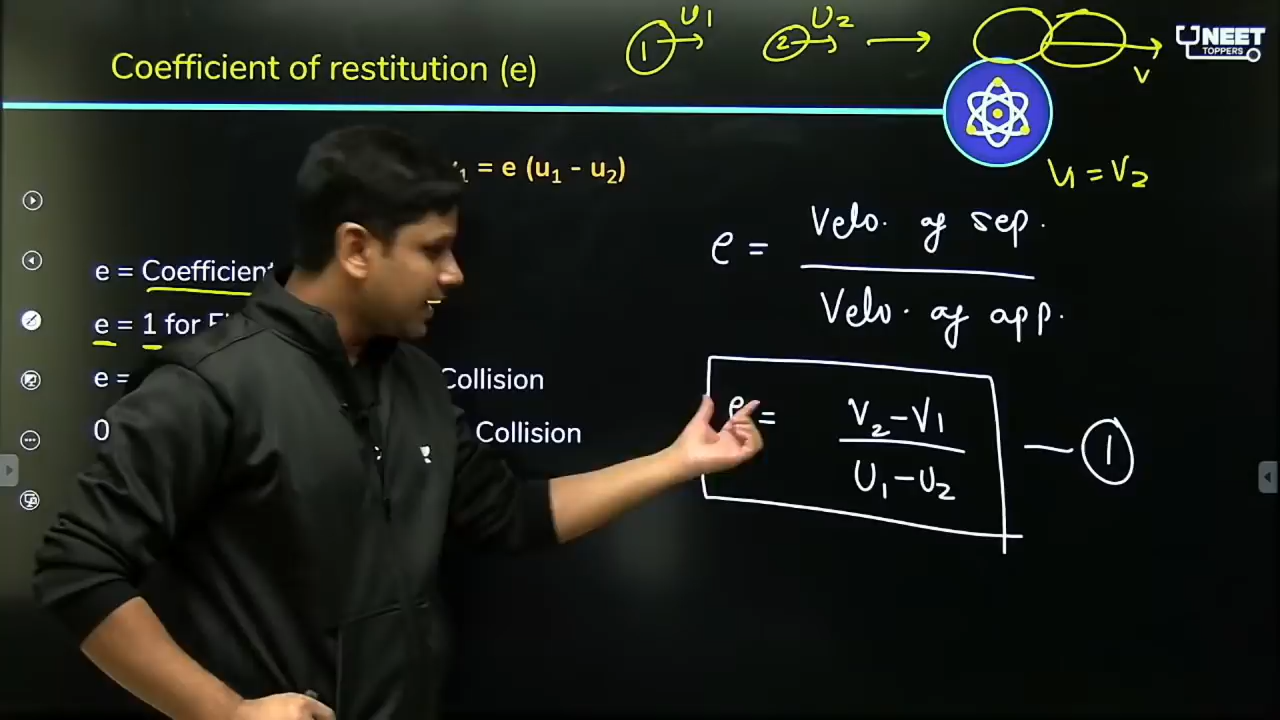 1 U1 2 U2 V
NEET
TOPPERS
Coefficient of restitution (e)
= e (u₁ - u₂)
U1 = V2
e = Velo. of sep.
Velo. of app.
e = Coefficient
e = 1 for
e = Collision
0 Collision
e = V2 - V1
U1 - U2
1